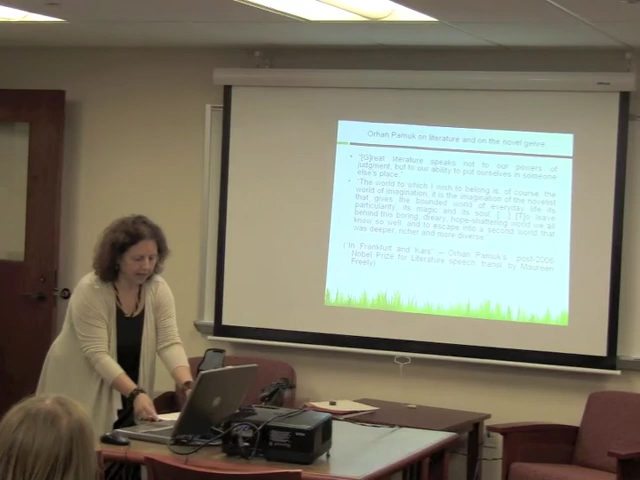 Orhan Pamuk on literature and on the novel genre
• "[G]reat literature speaks not to our powers of
judgment, but to our ability to put ourselves in someone
else's place."
• "The world to which I wish to belong is, of course, the
world of imagination. it is the imagination of the novelist
that gives the bounded world of everyday life its
particularity, its magic and its soul. [...] [T]o leave
behind this boring, dreary, hope-shattering world we all
know so well, and to escape into a second world that
was deeper, richer and more diverse.
("In Frankfurt and Kars" – Orhan Pamuk's post-2006
Nobel Prize for Literature speech, transl. by Maureen
Freely)